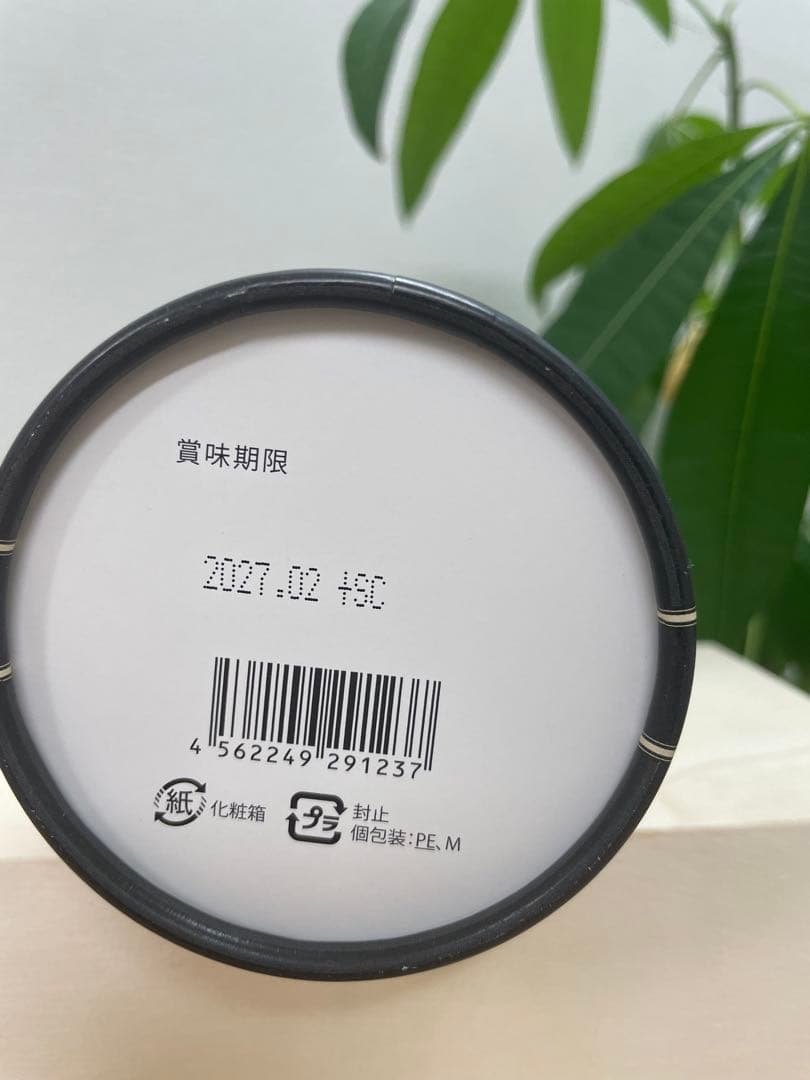 賞味期限
2027.02 +SC
4 562249 291237
紙 化粧箱
プラ 封止
個包装:PE、M